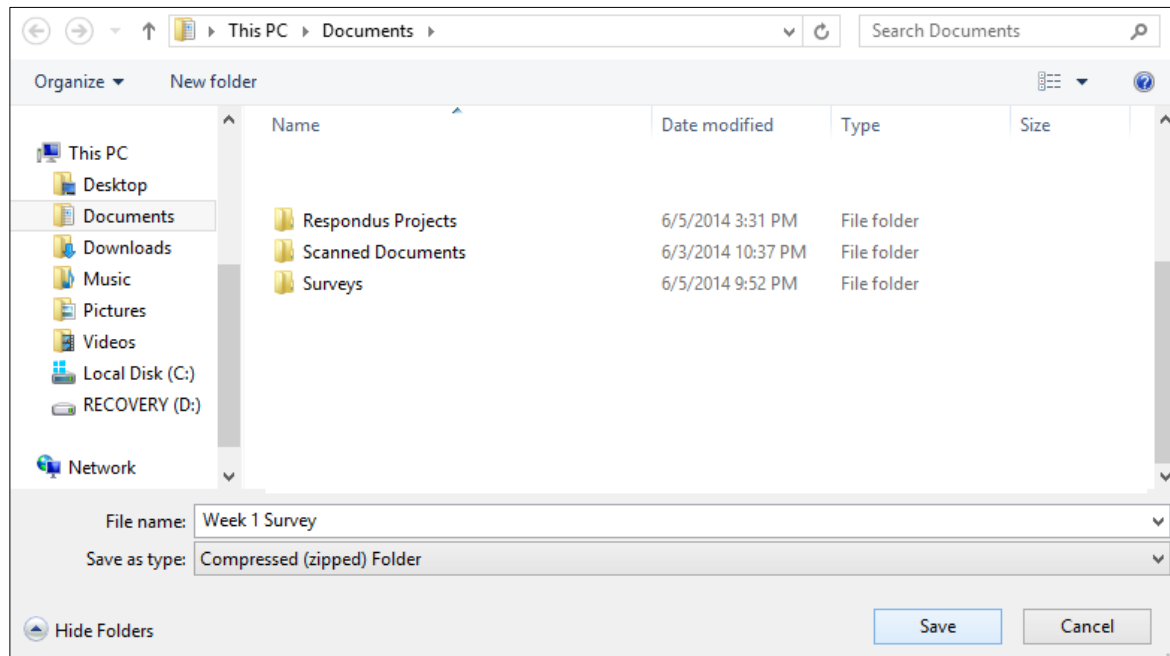 This PC Documents
Search Documents
Organize New folder
Name Date modified Type Size
This PC
Desktop
Documents
Downloads
Music
Pictures
Videos
Local Disk (C:)
RECOVERY (D:)
Network
Respondus Projects 6/5/2014 3:31 PM File folder
Scanned Documents 6/3/2014 10:37 PM File folder
Surveys 6/5/2014 9:52 PM File folder
File name: Week 1 Survey
Save as type: Compressed (zipped) Folder
Hide Folders Save Cancel